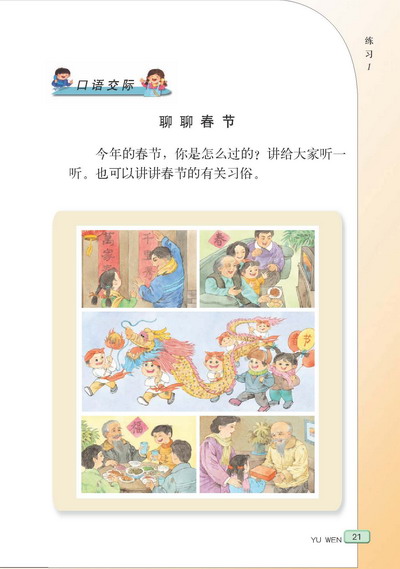 练习1
口语交际
聊聊春节
今年的春节，你是怎么过的？讲给大家听一
听。也可以讲讲春节的有关习俗。
春
节
福
YU WEN 21